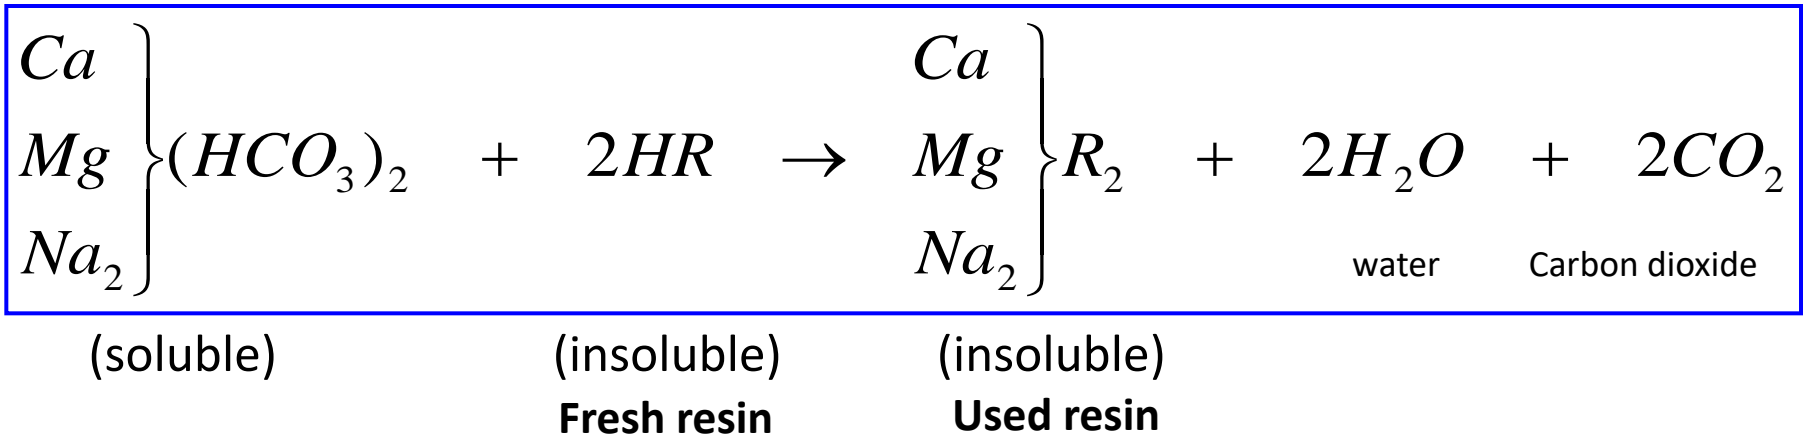 Ca Ca
Mg } (HCO₃)₂ + 2HR → Mg } R₂ + 2H₂O + 2CO₂
Na₂ Na₂
water Carbon dioxide
(soluble) (insoluble) (insoluble)
Fresh resin Used resin